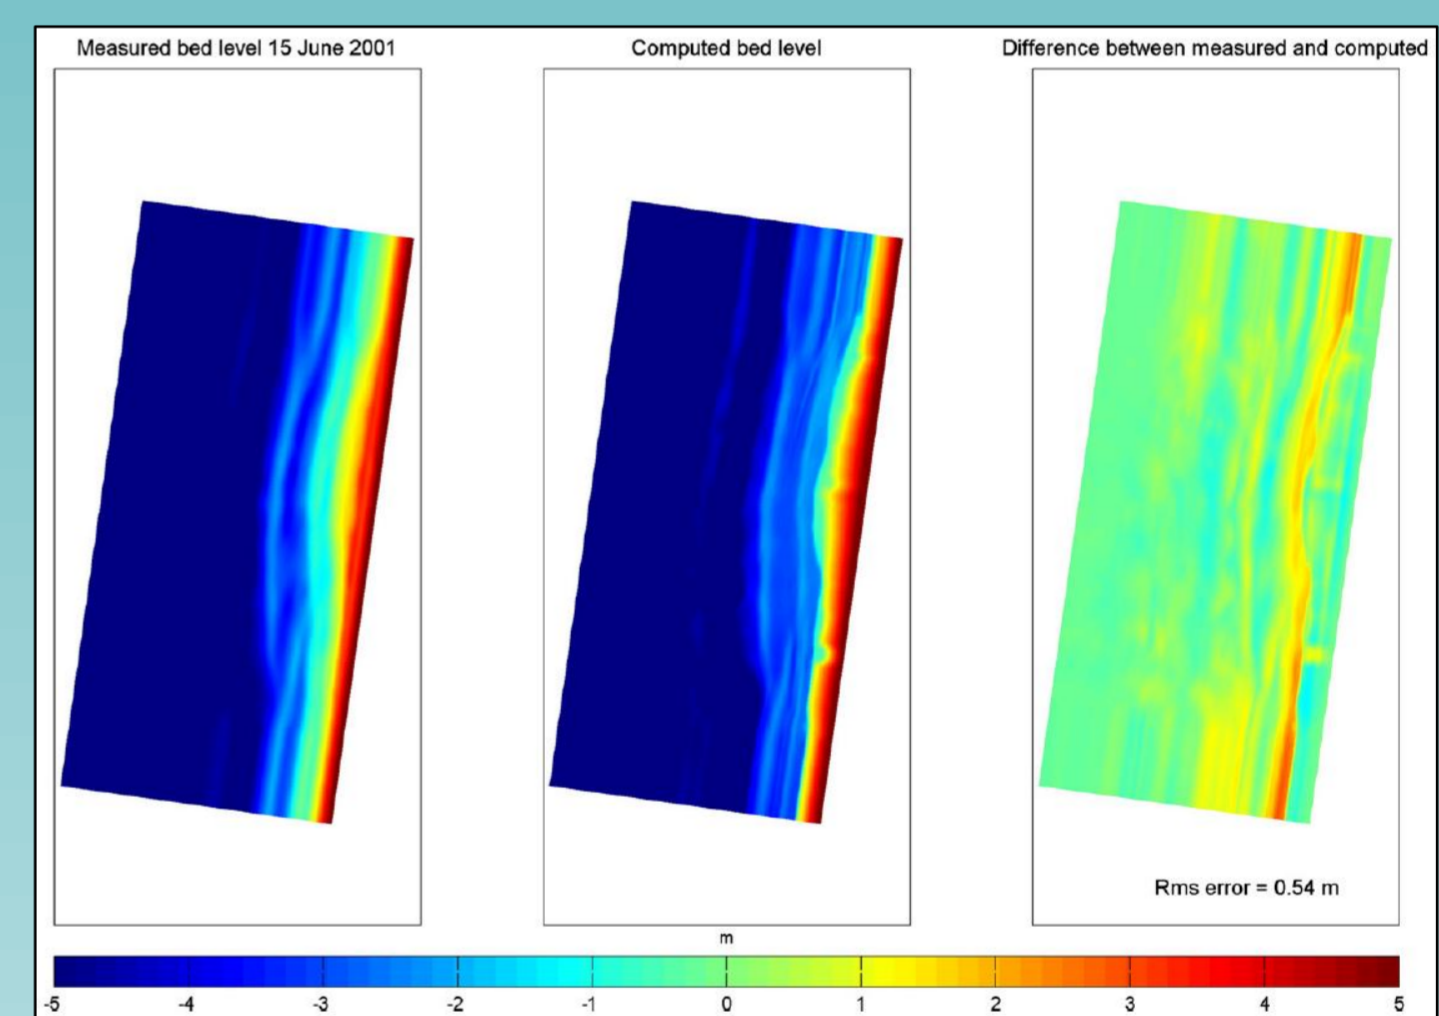 Measured bed level 15 June 2001
Computed bed level
Difference between measured and computed
Rms error = 0.54 m
m
-5 -4 -3 -2 -1 0 1 2 3 4 5